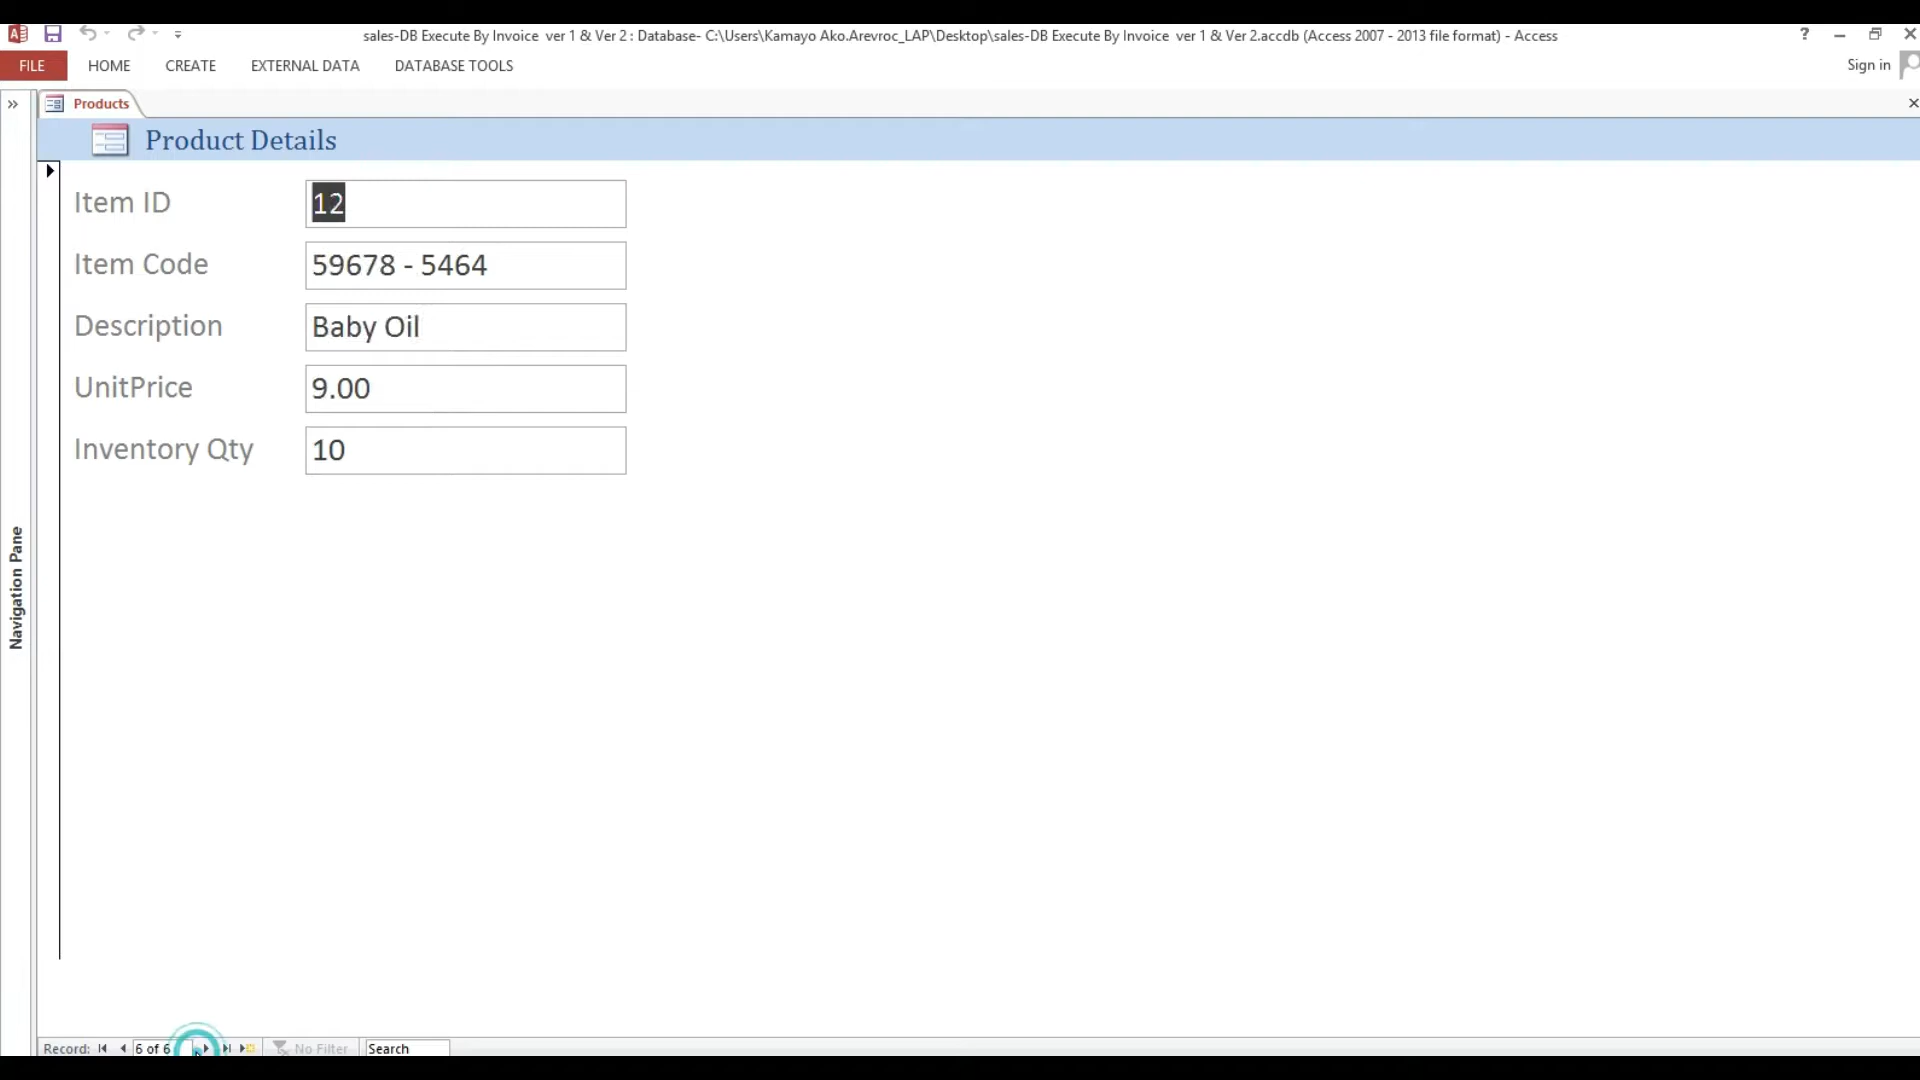 sales-DB Execute By Invoice  ver 1 & Ver 2 : Database- C:\Users\Kamayo Ako.Arevroc_LAP\Desktop\sales-DB Execute By Invoice  ver 1 & Ver 2.accdb (Access 2007 - 2013 file format) - Access
?
FILE HOME CREATE EXTERNAL DATA DATABASE TOOLS Sign in
» Products
Product Details
Item ID 12
Item Code 59678 - 5464
Description Baby Oil
UnitPrice 9.00
Inventory Qty 10
Navigation Pane
Record: 6 of 6 No Filter Search